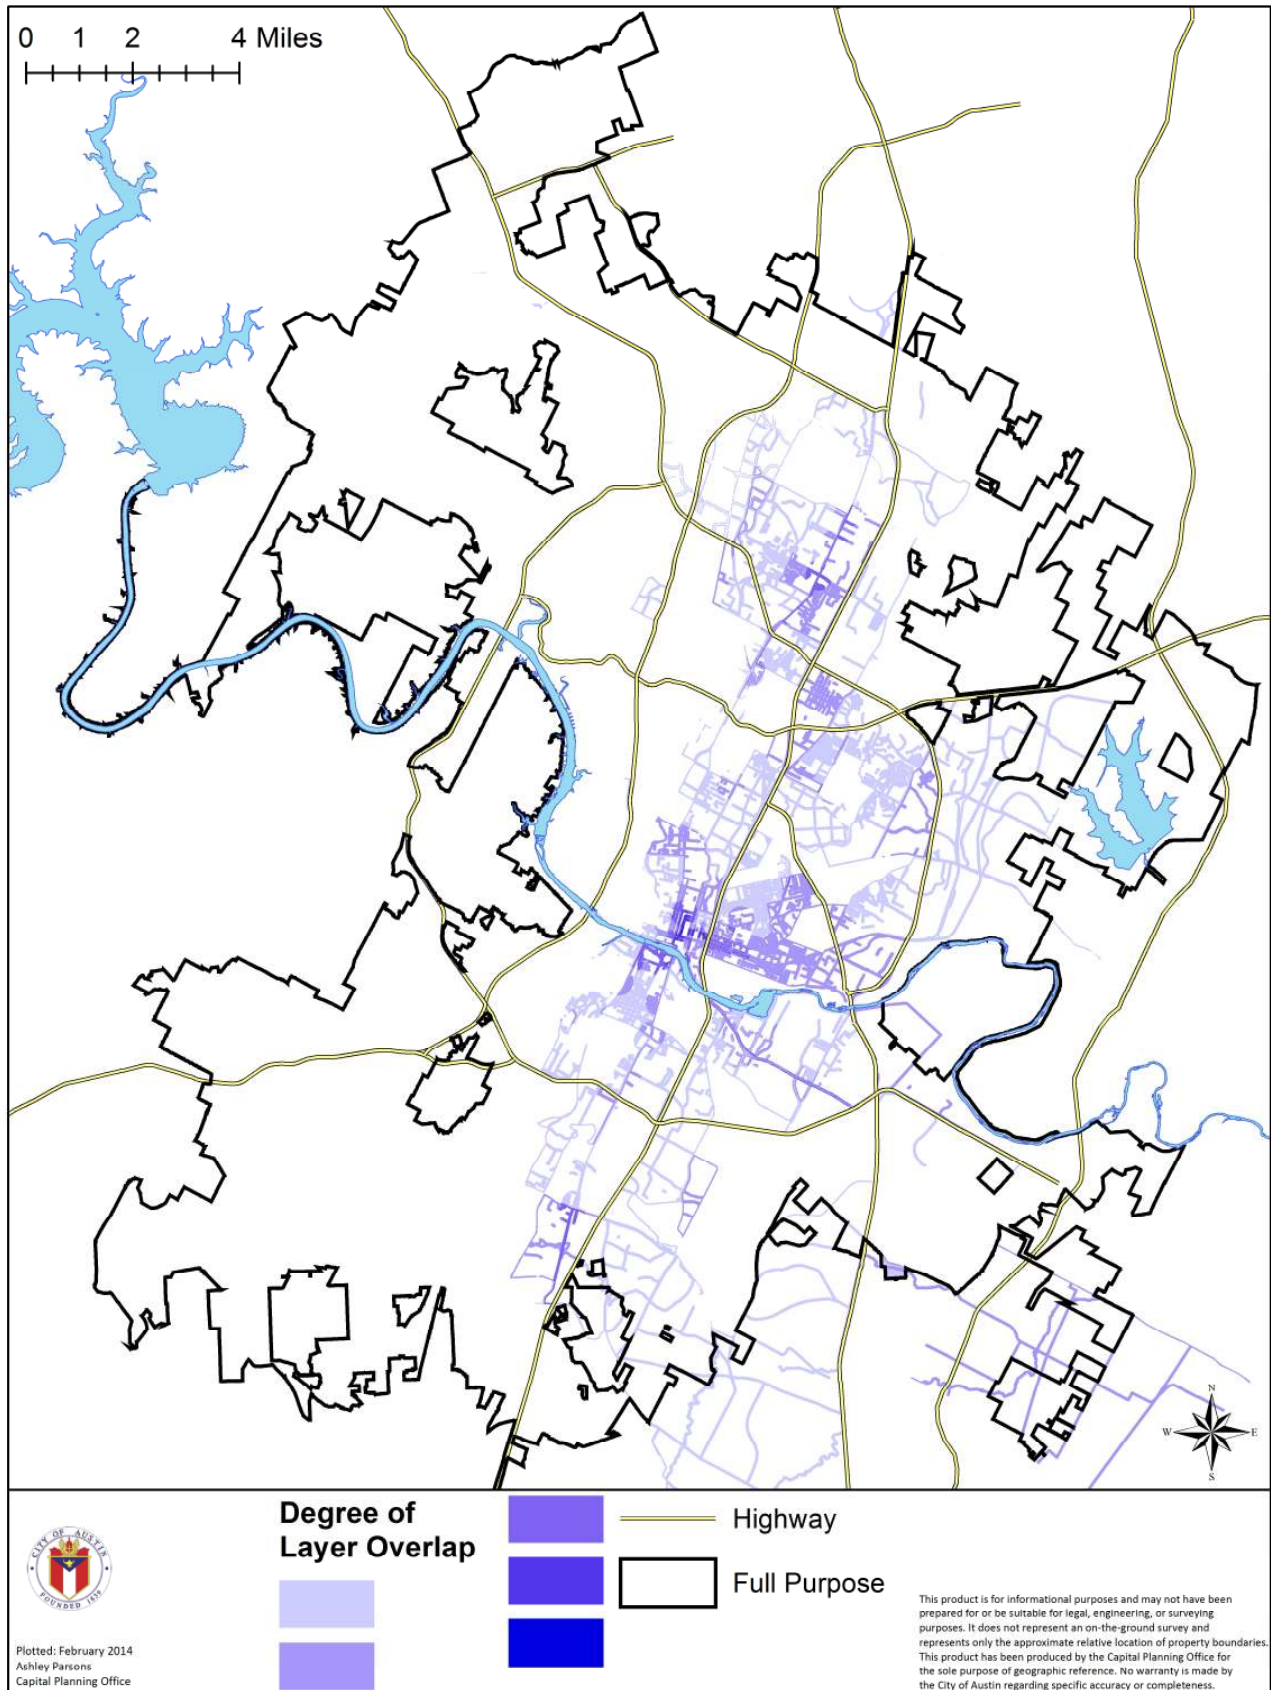 0 1 2 4 Miles
N
W E
S
Degree of
Layer Overlap
Highway
Full Purpose
CITY OF AUSTIN
FOUNDED 1839
Plotted: February 2014
Ashley Parsons
Capital Planning Office
This product is for informational purposes and may not have been
prepared for or be suitable for legal, engineering, or surveying
purposes. It does not represent an on-the-ground survey and
represents only the approximate relative location of property boundaries.
This product has been produced by the Capital Planning Office for
the sole purpose of geographic reference. No warranty is made by
the City of Austin regarding specific accuracy or completeness.